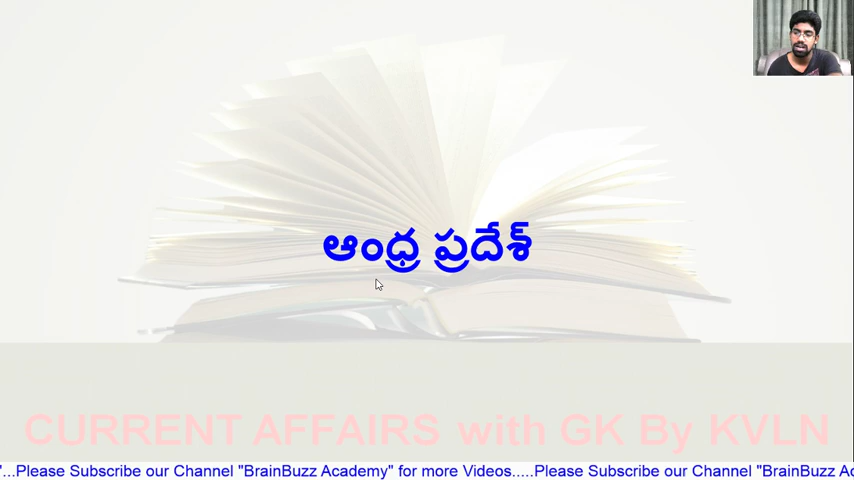 ఆంధ్ర ప్రదేశ్
CURRENT AFFAIRS with GK By KVLN
"...Please Subscribe our Channel "BrainBuzz Academy" for more Videos.....Please Subscribe our Channel "BrainBuzz